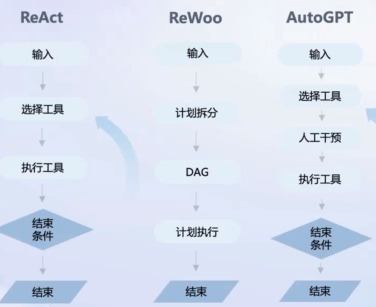 ReAct
输入
选择工具
执行工具
结束
条件
结束
ReWoo
输入
计划拆分
DAG
计划执行
结束
AutoGPT
输入
选择工具
人工干预
执行工具
结束
条件
结束